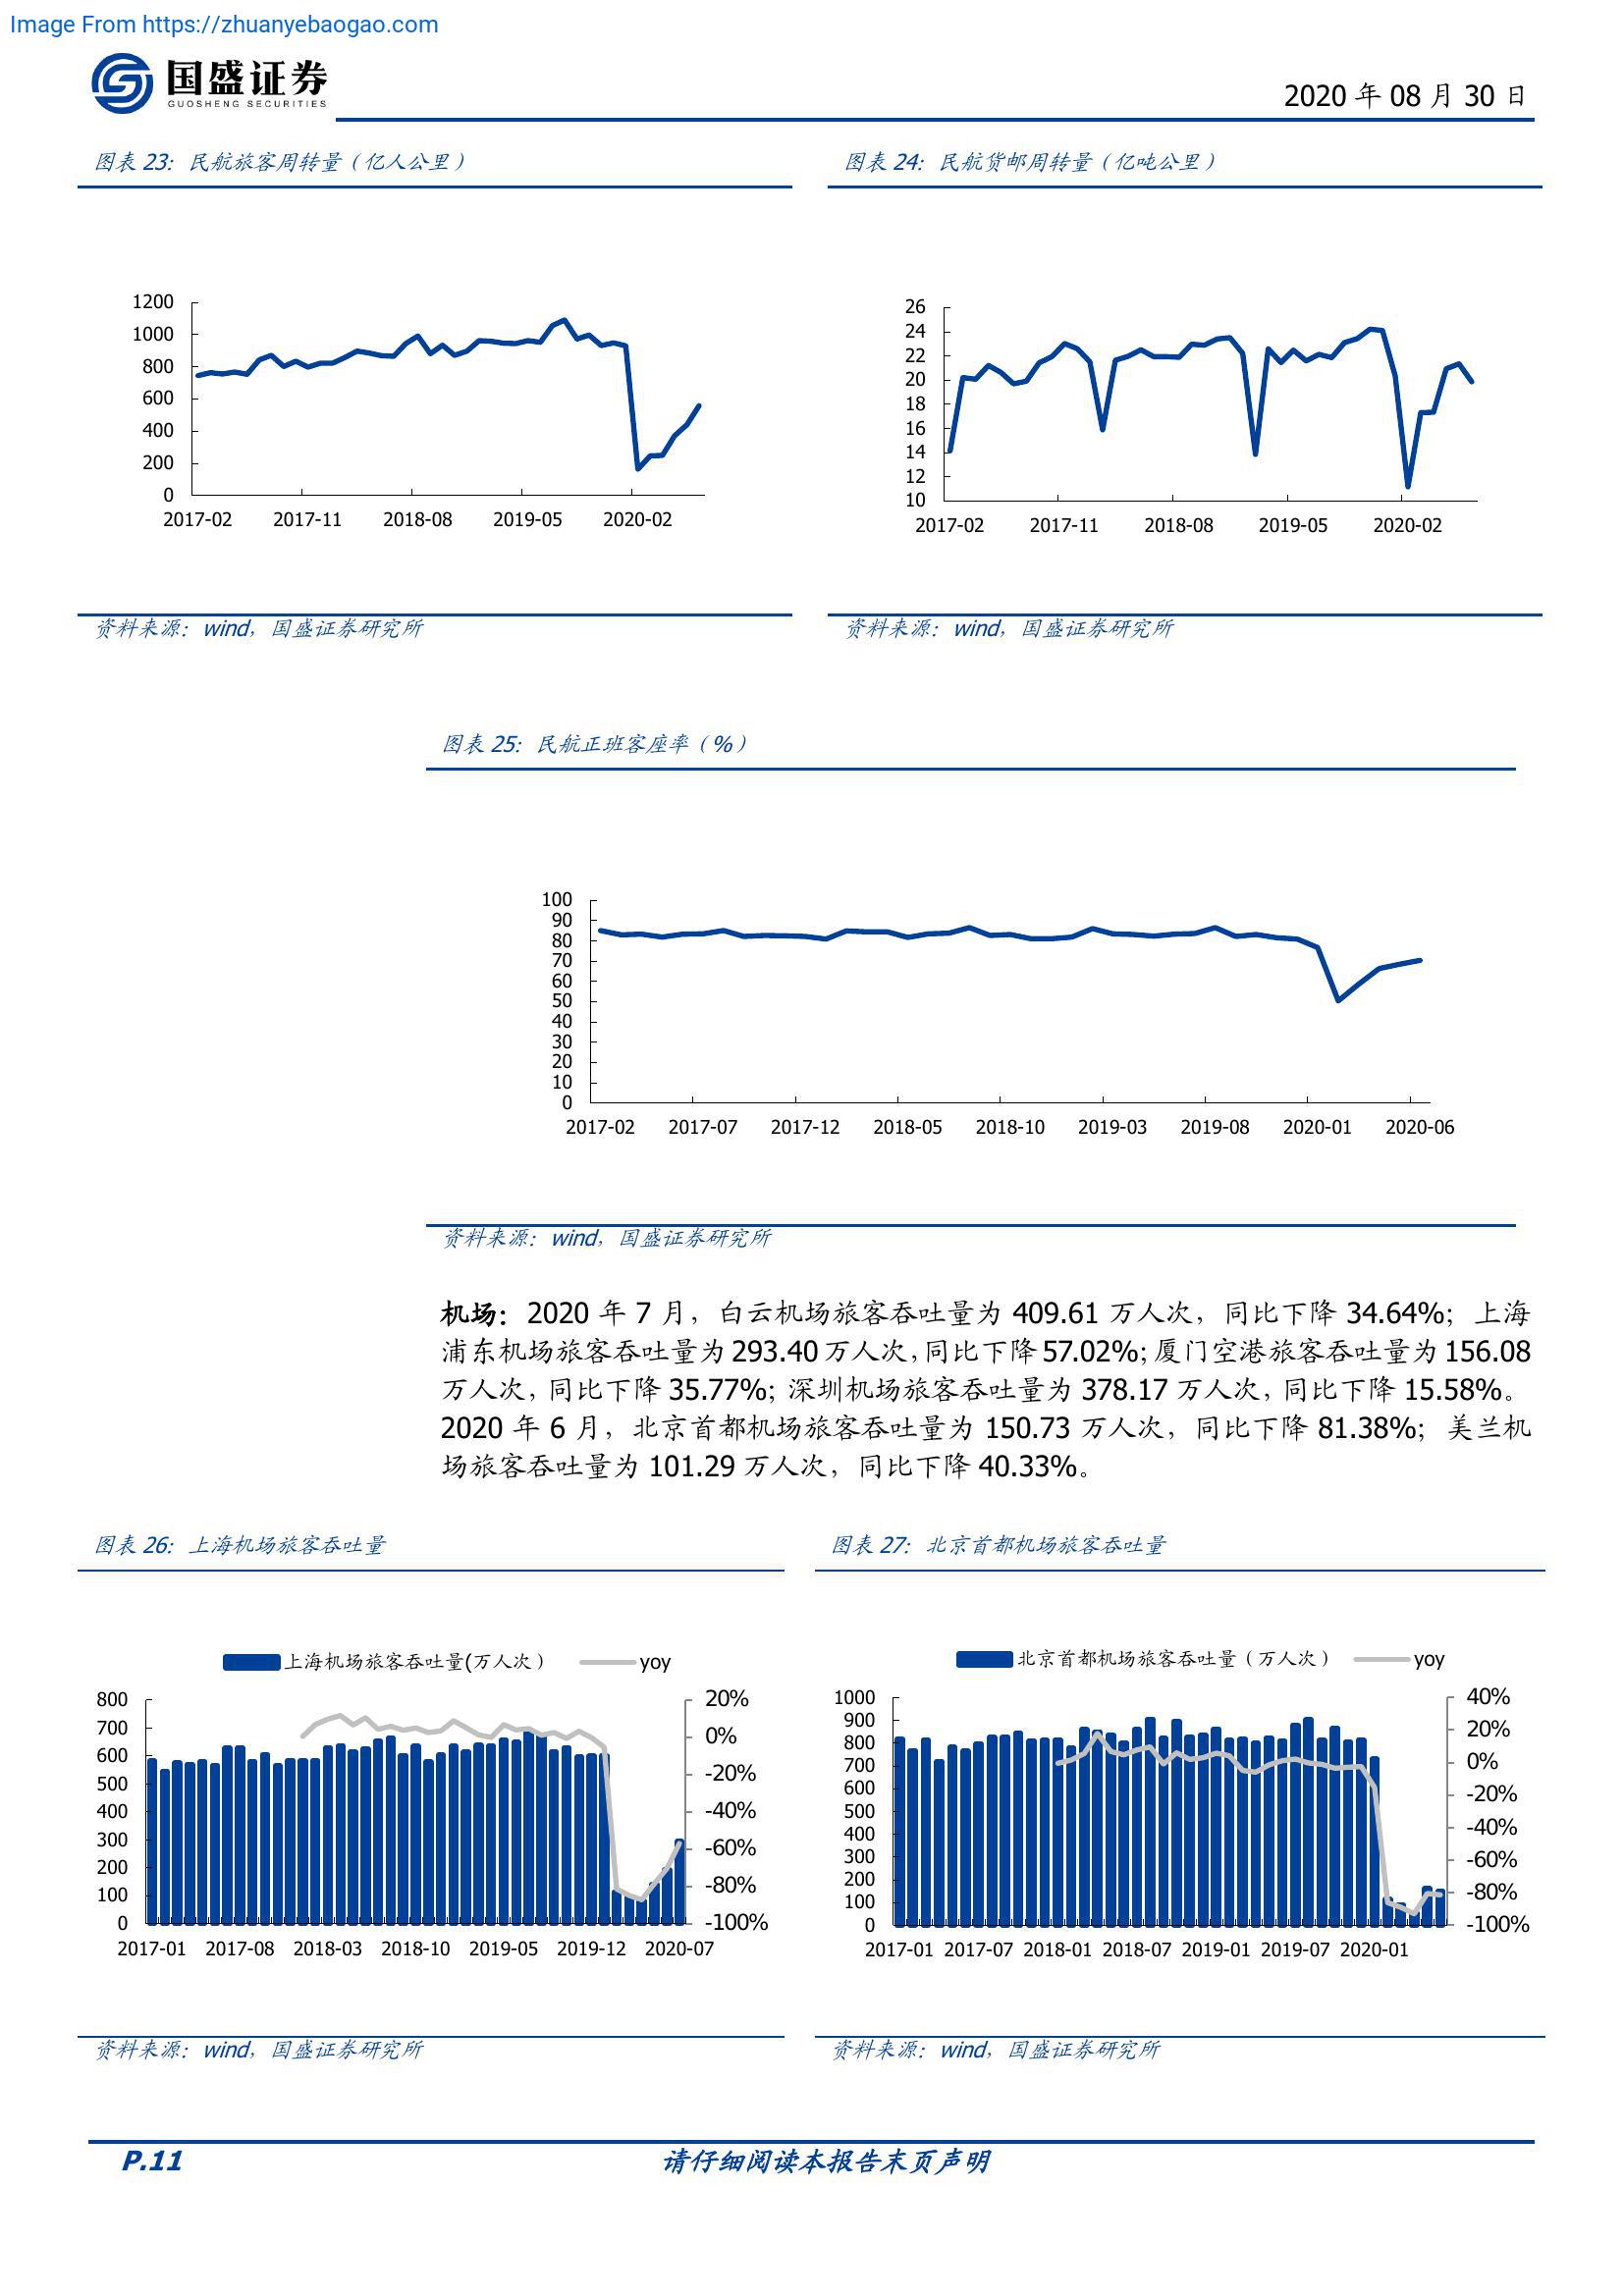 Image From https://zhuanyebaogao.com
国盛证券
GUOSHENG SECURITIES
2020 年 08 月 30 日
图表 23：民航旅客周转量（亿人公里）
1200
1000
800
600
400
200
0
2017-02 2017-11 2018-08 2019-05 2020-02
资料来源：wind，国盛证券研究所
图表 24：民航货邮周转量（亿吨公里）
26
24
22
20
18
16
14
12
10
2017-02 2017-11 2018-08 2019-05 2020-02
资料来源：wind，国盛证券研究所
图表 25：民航正班客座率（%）
100
90
80
70
60
50
40
30
20
10
0
2017-02 2017-07 2017-12 2018-05 2018-10 2019-03 2019-08 2020-01 2020-06
资料来源：wind，国盛证券研究所
机场：2020 年 7 月，白云机场旅客吞吐量为 409.61 万人次，同比下降 34.64%；上海
浦东机场旅客吞吐量为 293.40 万人次，同比下降 57.02%；厦门空港旅客吞吐量为 156.08
万人次，同比下降 35.77%；深圳机场旅客吞吐量为 378.17 万人次，同比下降 15.58%。
2020 年 6 月，北京首都机场旅客吞吐量为 150.73 万人次，同比下降 81.38%；美兰机
场旅客吞吐量为 101.29 万人次，同比下降 40.33%。
图表 26：上海机场旅客吞吐量
上海机场旅客吞吐量(万人次） yoy
800
700
600
500
400
300
200
100
0
20%
0%
-20%
-40%
-60%
-80%
-100%
2017-01 2017-08 2018-03 2018-10 2019-05 2019-12 2020-07
资料来源：wind，国盛证券研究所
图表 27：北京首都机场旅客吞吐量
北京首都机场旅客吞吐量（万人次） yoy
1000
900
800
700
600
500
400
300
200
100
0
40%
20%
0%
-20%
-40%
-60%
-80%
-100%
2017-01 2017-07 2018-01 2018-07 2019-01 2019-07 2020-01
资料来源：wind，国盛证券研究所
P.11
请仔细阅读本报告末页声明